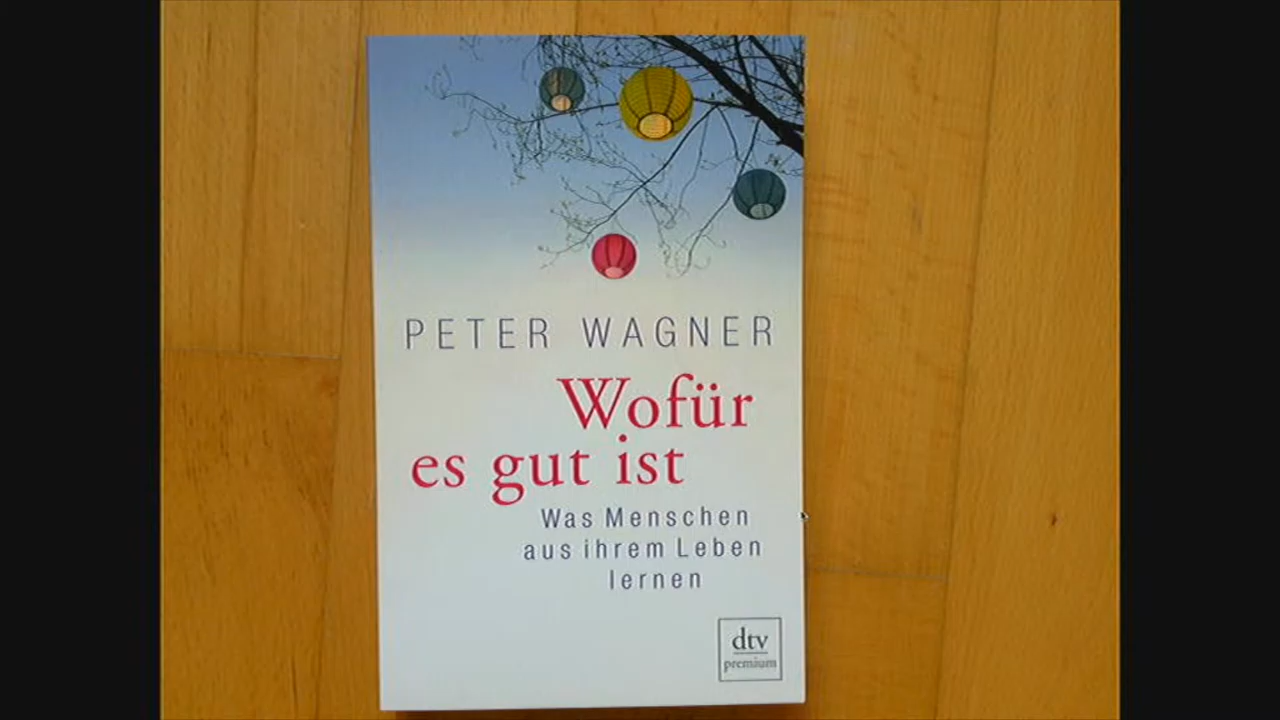 PETER WAGNER
Wofür
es gut ist
Was Menschen
aus ihrem Leben
lernen
dtv
premium